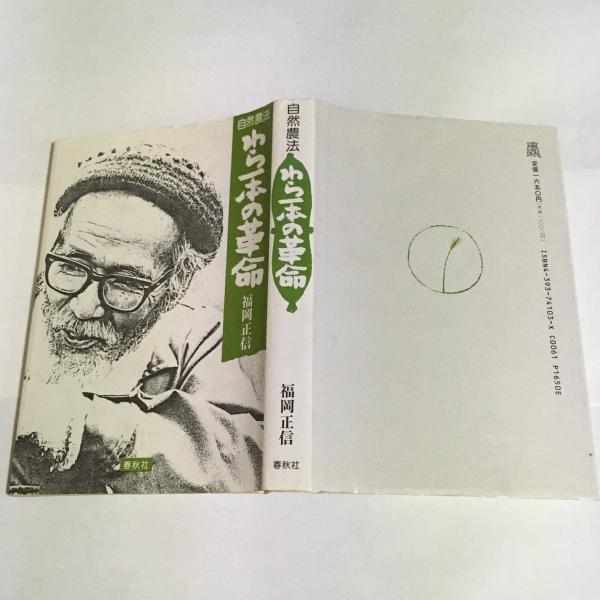 自然農法
わら一本の革命
福岡正信
春秋社
自然農法
わら一本の革命
福岡正信
春秋社
定価一六五〇円
ISBN4-393-74103-X C0061 P1650E